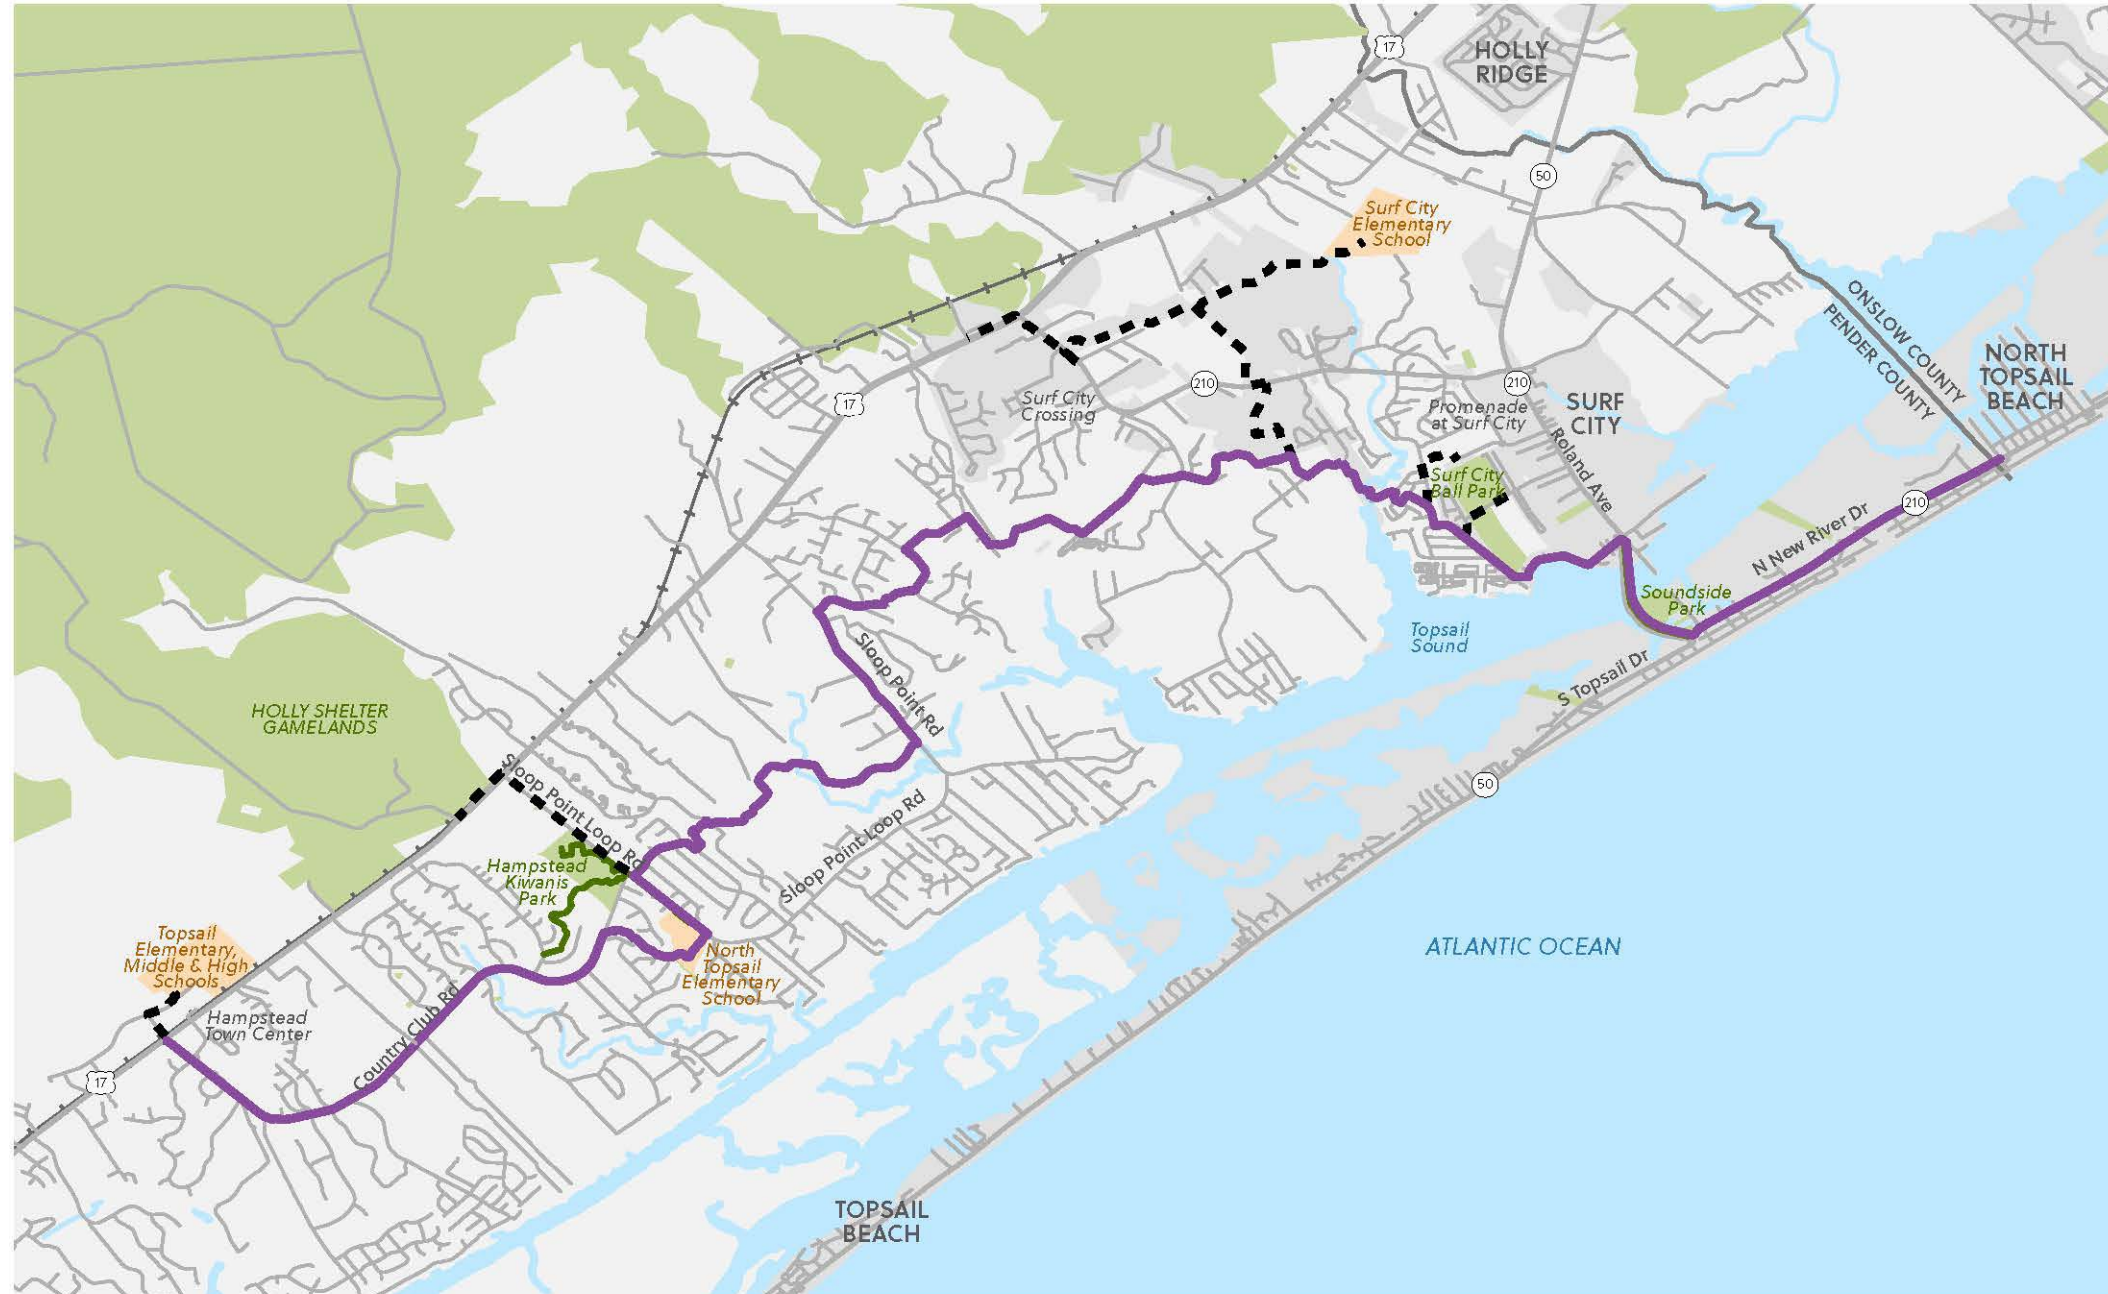 17
HOLLY
RIDGE
50
Surf City
Elementary
School
ONSLOW COUNTY
PENDER COUNTY
NORTH
TOPSAIL
BEACH
17
Surf City
Crossing
210
210
Promenade
at Surf City
SURF
CITY
Roland Ave
Surf City
Ball Park
210
N New River Dr
Soundside
Park
Topsail
Sound
S Topsail Dr
Sloop Point Rd
HOLLY SHELTER
GAMELANDS
Sloop Point Loop Rd
50
Sloop Point Loop Rd
Hampstead
Kiwanis
Park
Topsail
Elementary,
Middle & High
Schools
North
Topsail
Elementary
School
ATLANTIC OCEAN
Hampstead
Town Center
Country Club Rd
17
TOPSAIL
BEACH